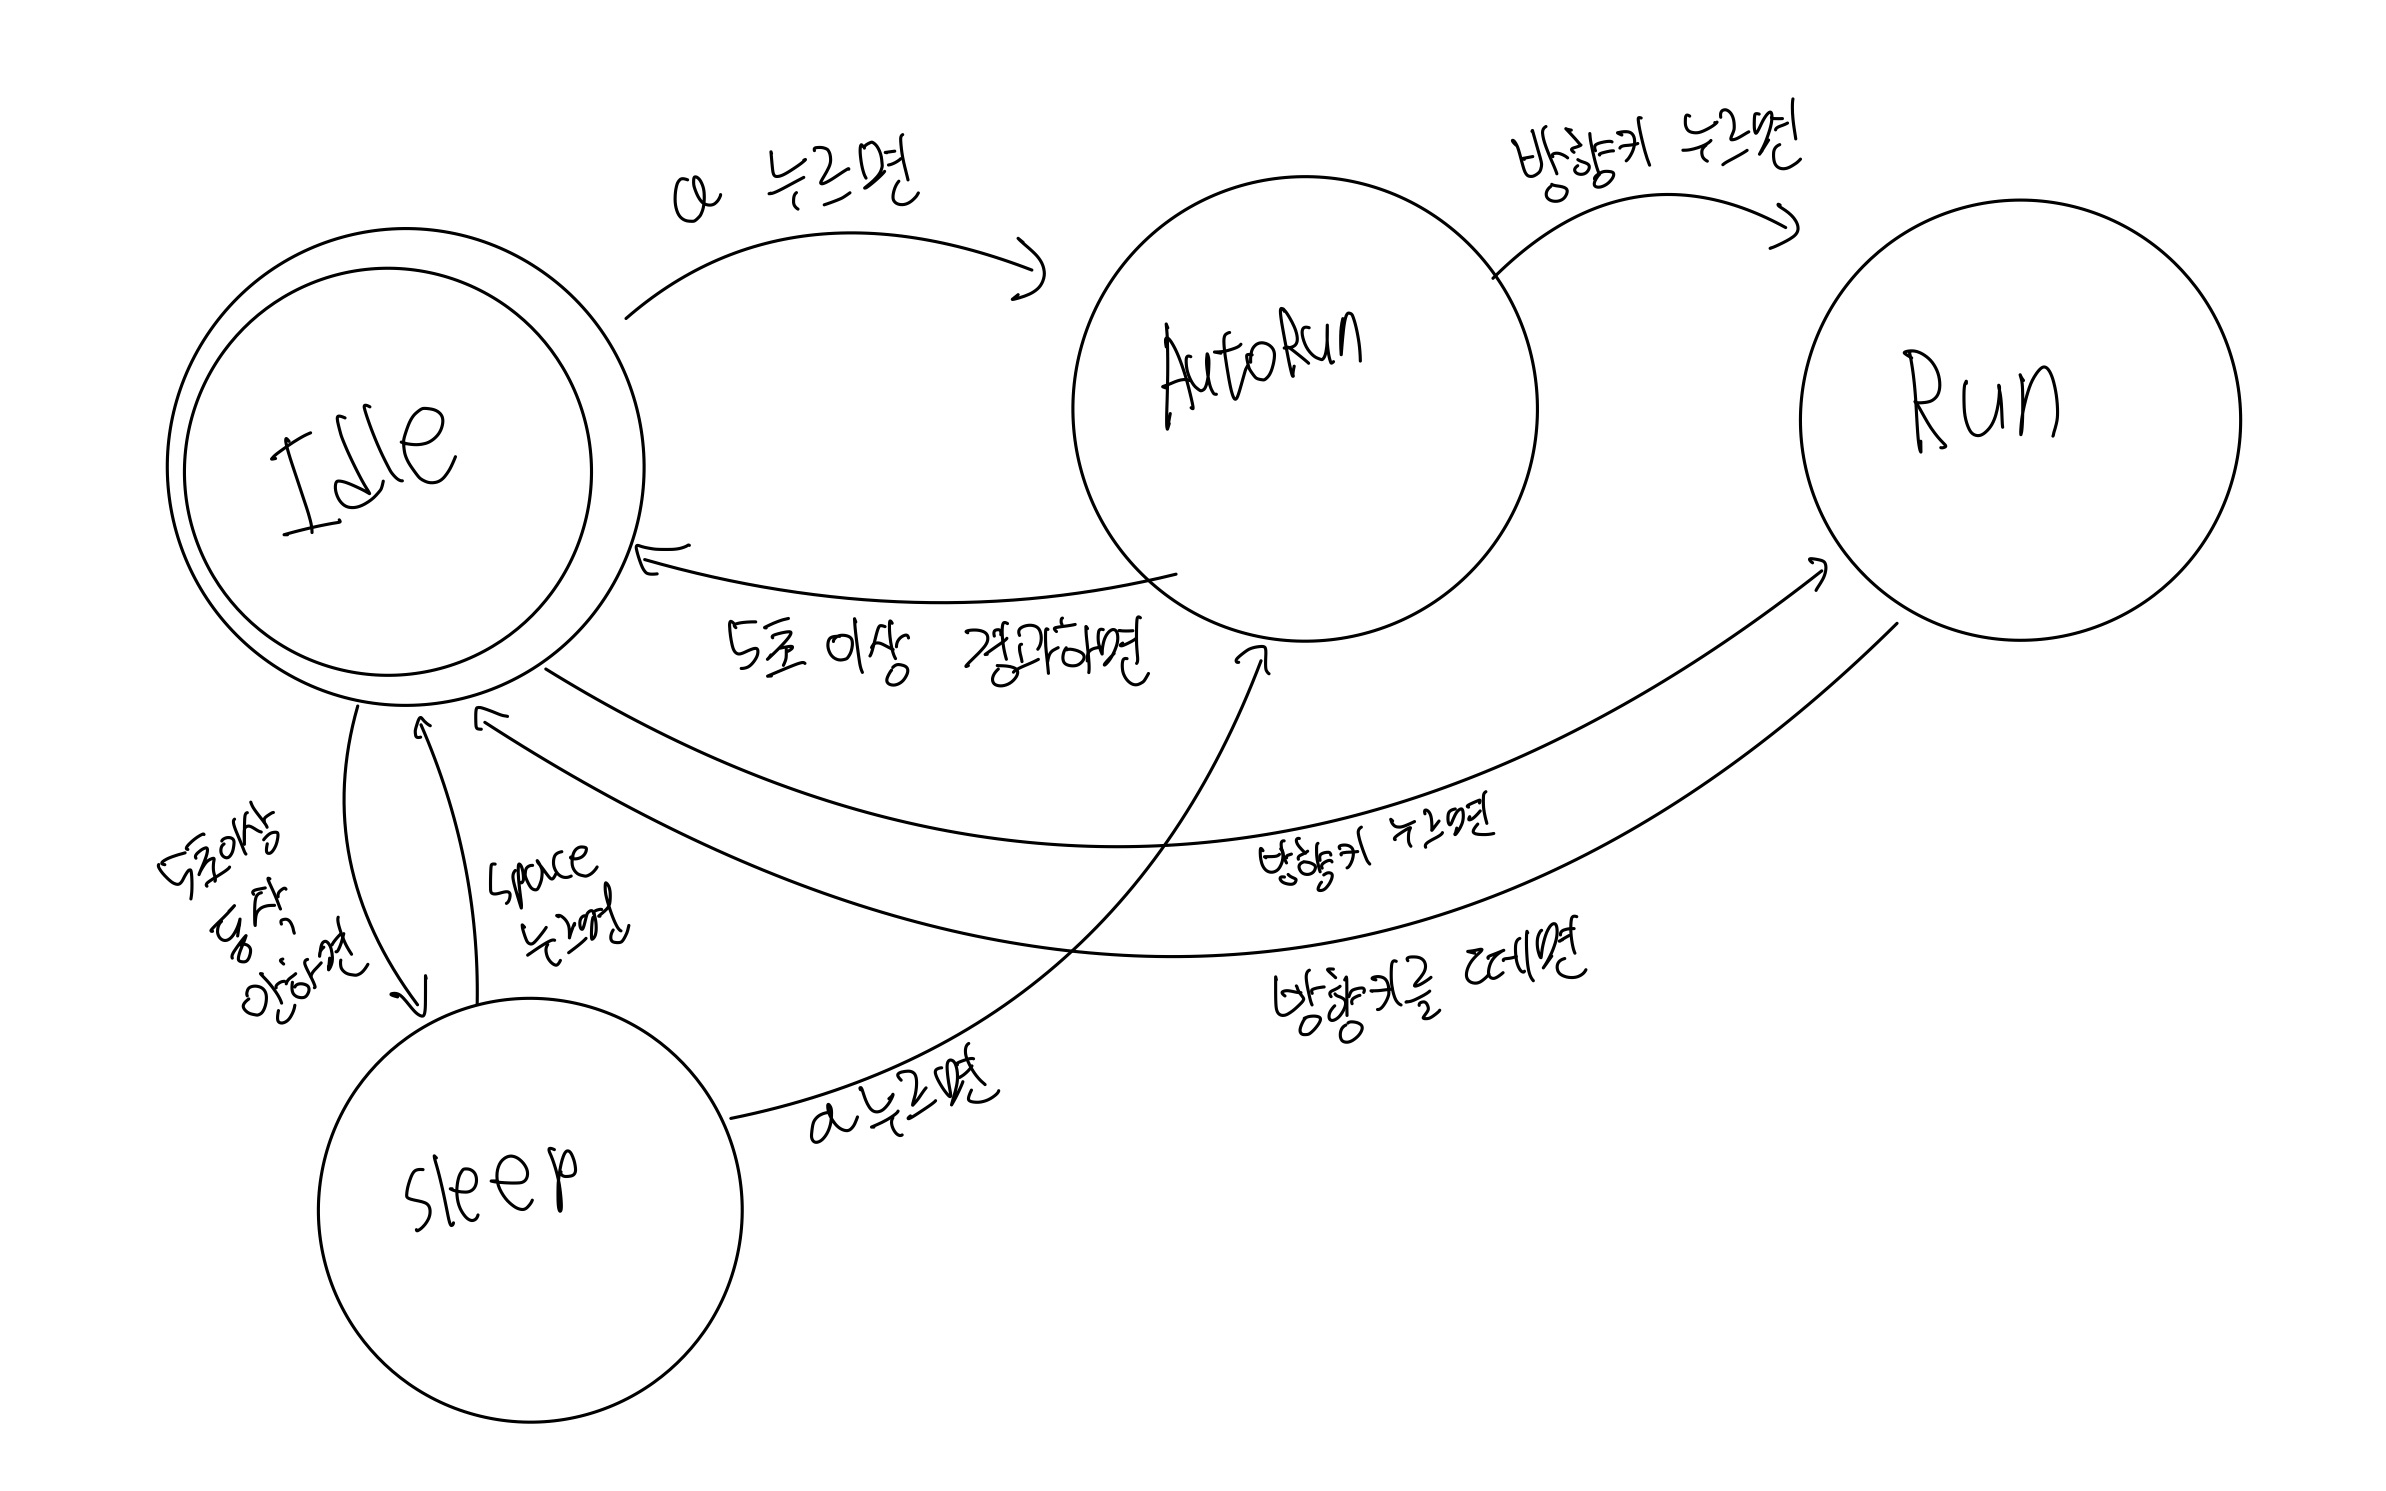 a 누르면
방향키 누르면
AutoRun
Run
Idle
5초 이상 경과하면
5초이상
동작
없으면
space
누르면
방향키 누르면
방향키를 떼면
a 누르면
Sleep